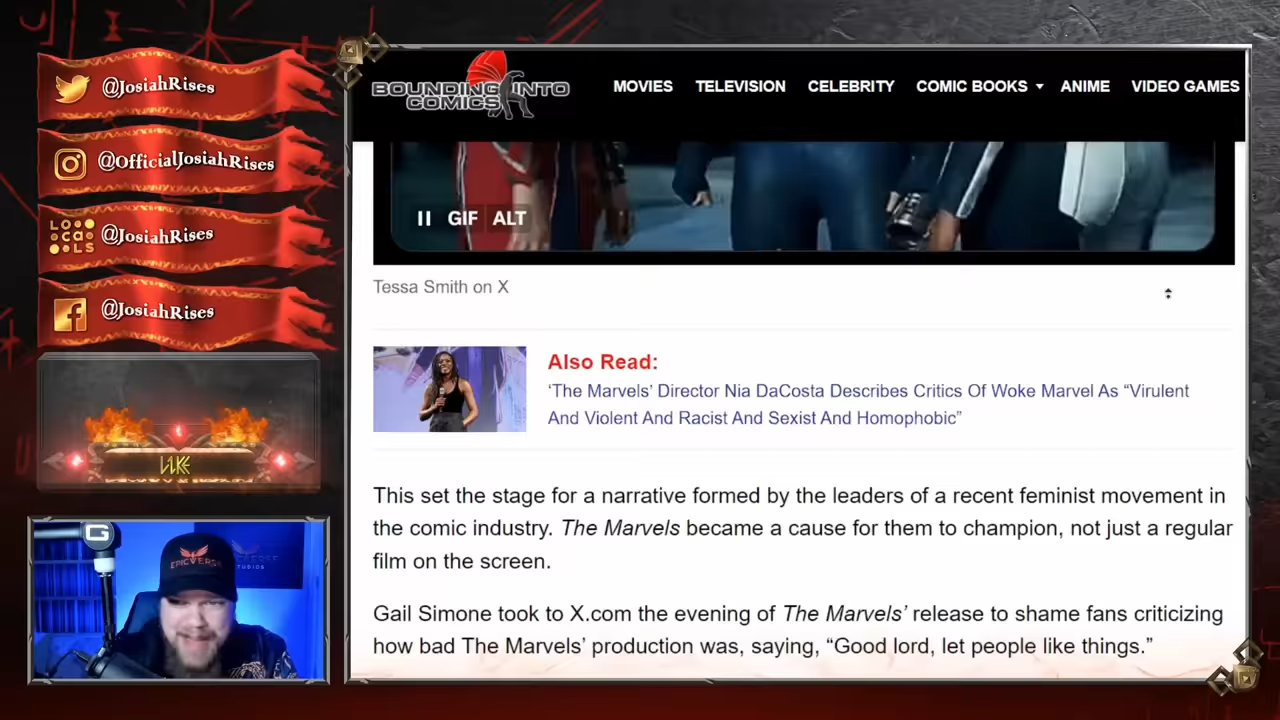 @JosiahRises
@OfficialJosiahRises
LOCALS
@JosiahRises
@JosiahRises
LIKE
G
EPICVERSE
BOUNDING INTO
COMICS
MOVIES TELEVISION CELEBRITY COMIC BOOKS ANIME VIDEO GAMES
GIF ALT
Tessa Smith on X
Also Read:
‘The Marvels’ Director Nia DaCosta Describes Critics Of Woke Marvel As “Virulent
And Violent And Racist And Sexist And Homophobic”
This set the stage for a narrative formed by the leaders of a recent feminist movement in
the comic industry. The Marvels became a cause for them to champion, not just a regular
film on the screen.
Gail Simone took to X.com the evening of The Marvels’ release to shame fans criticizing
how bad The Marvels’ production was, saying, “Good lord, let people like things.”